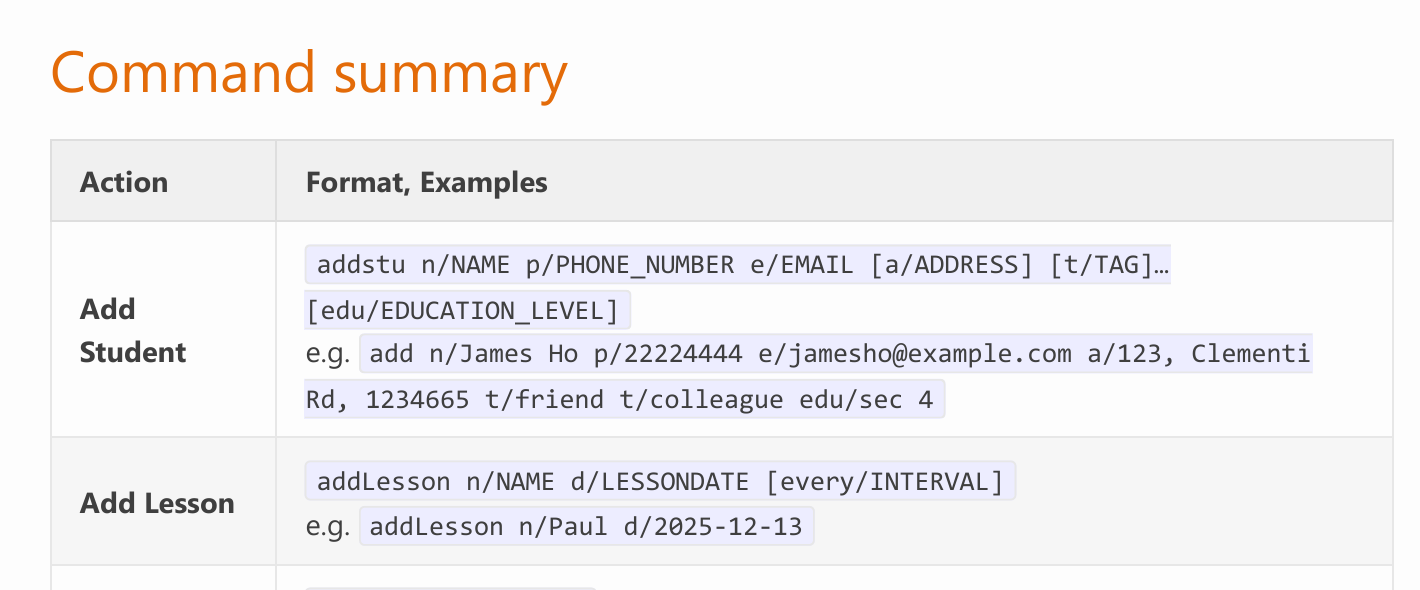 Command summary
Action
Format, Examples
Add
Student
addstu n/NAME p/PHONE_NUMBER e/EMAIL [a/ADDRESS] [t/TAG]…
[edu/EDUCATION_LEVEL]
e.g. add n/James Ho p/22224444 e/jamesho@example.com a/123, Clementi
Rd, 1234665 t/friend t/colleague edu/sec 4
Add Lesson
addLesson n/NAME d/LESSONDATE [every/INTERVAL]
e.g. addLesson n/Paul d/2025-12-13